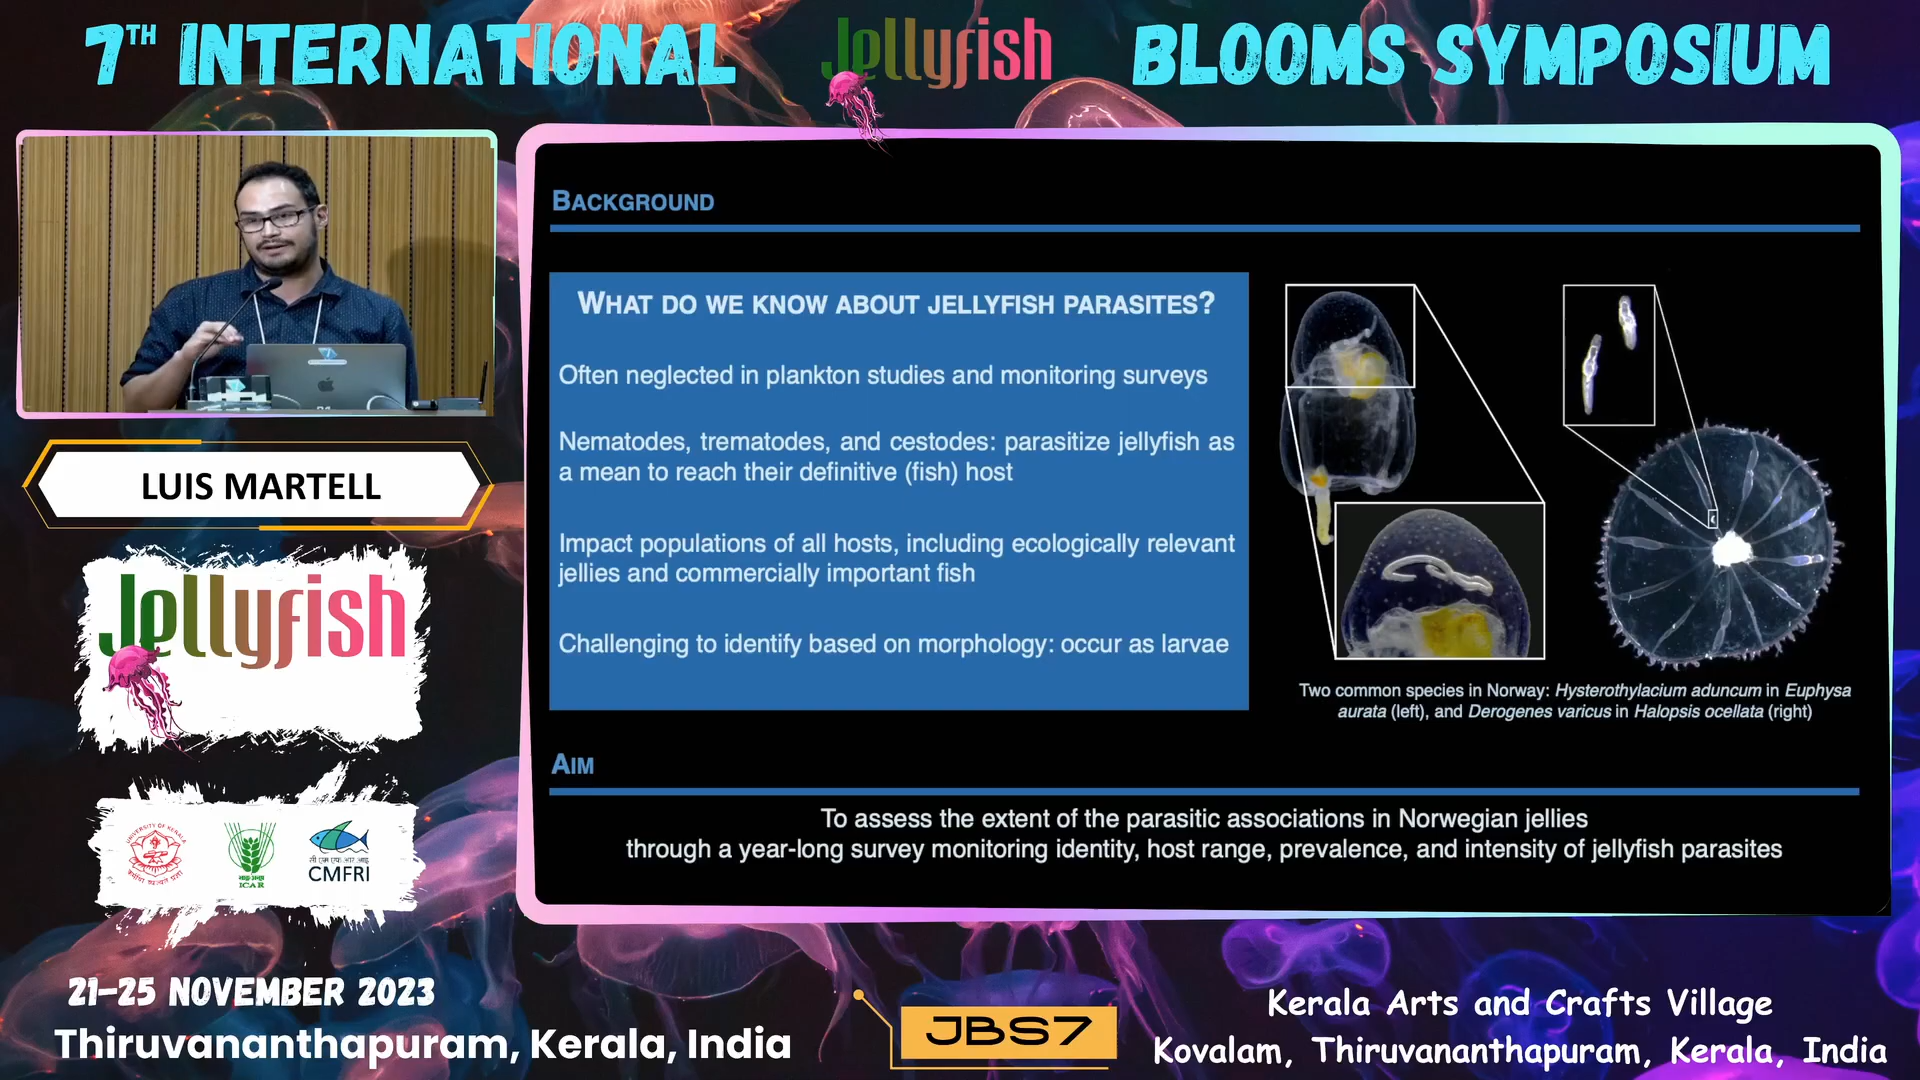 7TH INTERNATIONAL Jellyfish BLOOMS SYMPOSIUM
LUIS MARTELL
Jellyfish
UNIVERSITY OF KERALA
ICAR
CMFRI
21-25 NOVEMBER 2023
Thiruvananthapuram, Kerala, India
BACKGROUND
WHAT DO WE KNOW ABOUT JELLYFISH PARASITES?
Often neglected in plankton studies and monitoring surveys
Nematodes, trematodes, and cestodes: parasitize jellyfish as
a mean to reach their definitive (fish) host
Impact populations of all hosts, including ecologically relevant
jellies and commercially important fish
Challenging to identify based on morphology: occur as larvae
Two common species in Norway: Hysterothylacium aduncum in Euphysa
aurata (left), and Derogenes varicus in Halopsis ocellata (right)
AIM
To assess the extent of the parasitic associations in Norwegian jellies
through a year-long survey monitoring identity, host range, prevalence, and intensity of jellyfish parasites
JBS7
Kerala Arts and Crafts Village
Kovalam, Thiruvananthapuram, Kerala, India